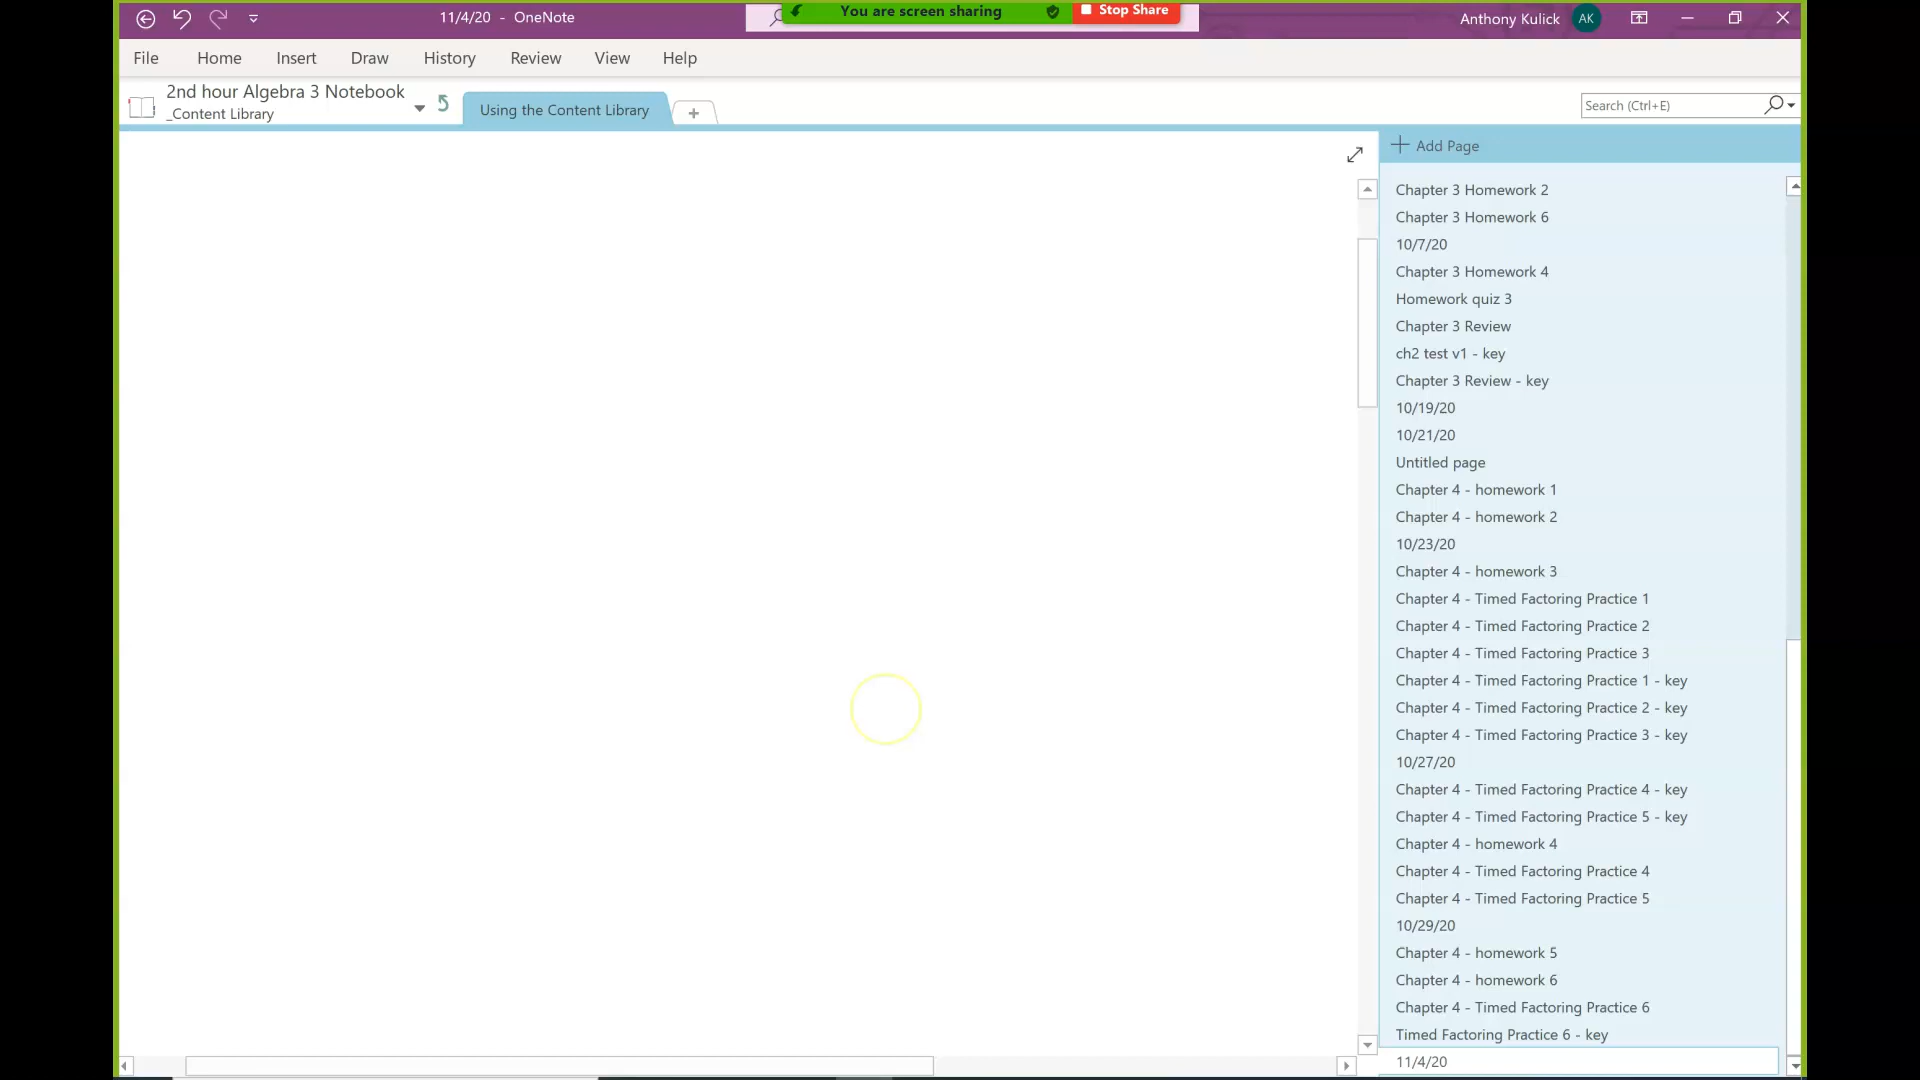 11/4/20 - OneNote
You are screen sharing
Stop Share
Anthony Kulick
AK
File
Home
Insert
Draw
History
Review
View
Help
2nd hour Algebra 3 Notebook
_Content Library
Using the Content Library
Search (Ctrl+E)
Add Page
Chapter 3 Homework 2
Chapter 3 Homework 6
10/7/20
Chapter 3 Homework 4
Homework quiz 3
Chapter 3 Review
ch2 test v1 - key
Chapter 3 Review - key
10/19/20
10/21/20
Untitled page
Chapter 4 - homework 1
Chapter 4 - homework 2
10/23/20
Chapter 4 - homework 3
Chapter 4 - Timed Factoring Practice 1
Chapter 4 - Timed Factoring Practice 2
Chapter 4 - Timed Factoring Practice 3
Chapter 4 - Timed Factoring Practice 1 - key
Chapter 4 - Timed Factoring Practice 2 - key
Chapter 4 - Timed Factoring Practice 3 - key
10/27/20
Chapter 4 - Timed Factoring Practice 4 - key
Chapter 4 - Timed Factoring Practice 5 - key
Chapter 4 - homework 4
Chapter 4 - Timed Factoring Practice 4
Chapter 4 - Timed Factoring Practice 5
10/29/20
Chapter 4 - homework 5
Chapter 4 - homework 6
Chapter 4 - Timed Factoring Practice 6
Timed Factoring Practice 6 - key
11/4/20